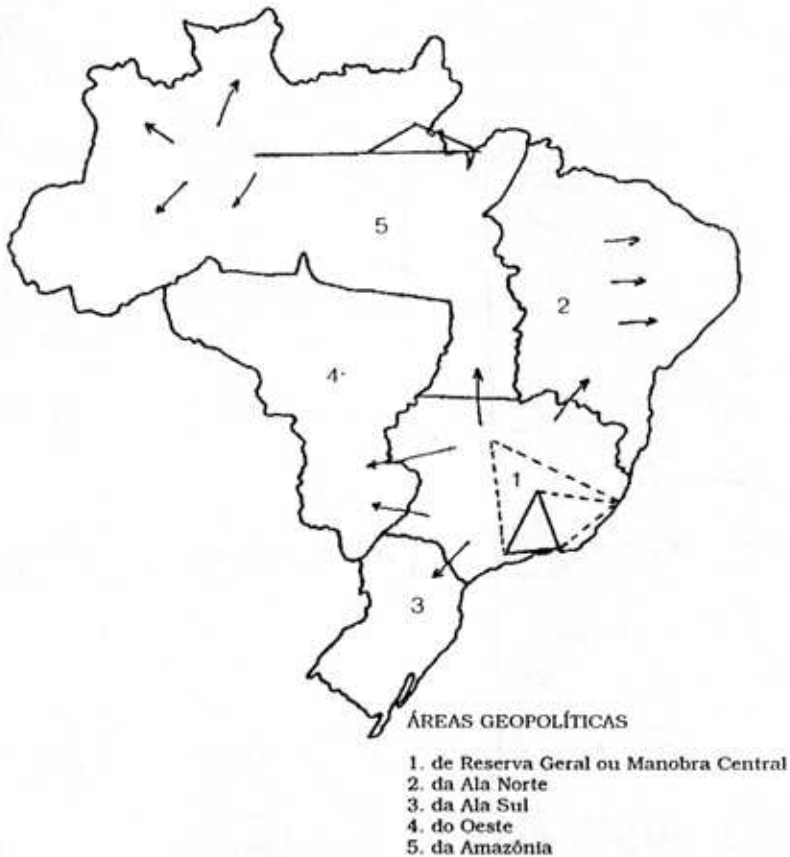 5
2
4.
1
3
ÁREAS GEOPOLÍTICAS
1. de Reserva Geral ou Manobra Central
2. da Ala Norte
3. da Ala Sul
4. do Oeste
5. da Amazônia